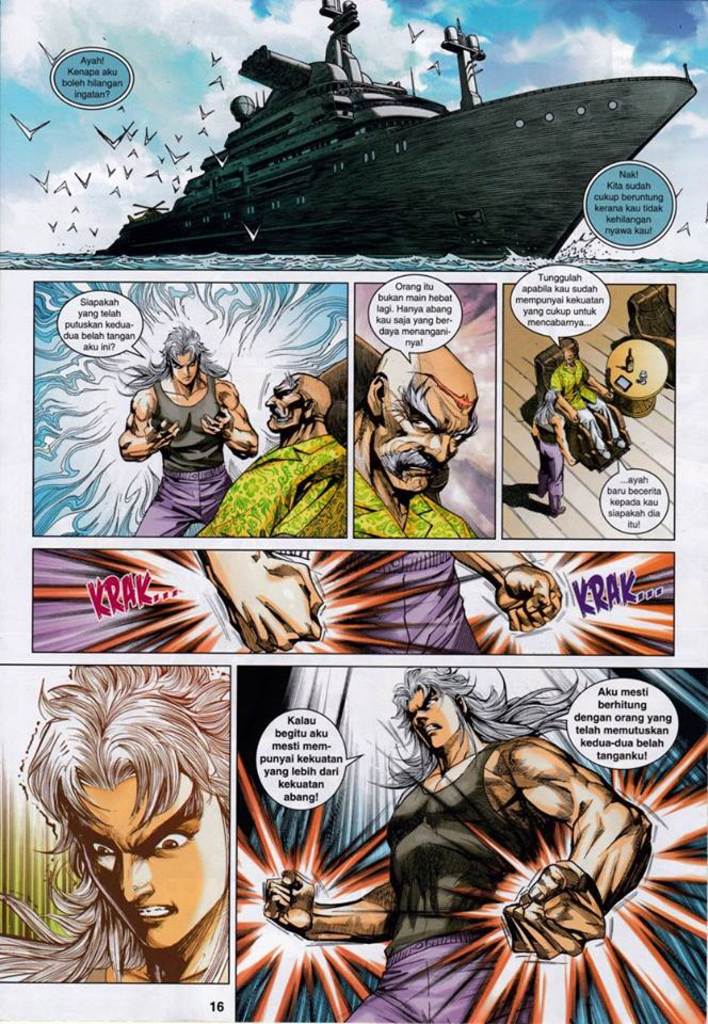 Ayah!
Kenapa aku
boleh hilangan
ingatan?
Nak!
Kita sudah
cukup beruntung
kerana kau tidak
kehilangan
nyawa kau!
Siapakah
yang telah
putuskan kedua-
dua belah tangan
aku ini?
Orang itu
bukan main hebat
lagi. Hanya abang
kau saja yang ber-
daya menangani-
nya!
Tunggulah
apabila kau sudah
mempunyai kekuatan
yang cukup untuk
mencabarnya...
...ayah
baru becerita
kepada kau
siapakah dia
itu!
KRAK...
KRAK...
Kalau
begitu aku
mesti mem-
punyai kekuatan
yang lebih dari
kekuatan
abang!
Aku mesti
berhitung
dengan orang yang
telah memutuskan
kedua-dua belah
tanganku!
16